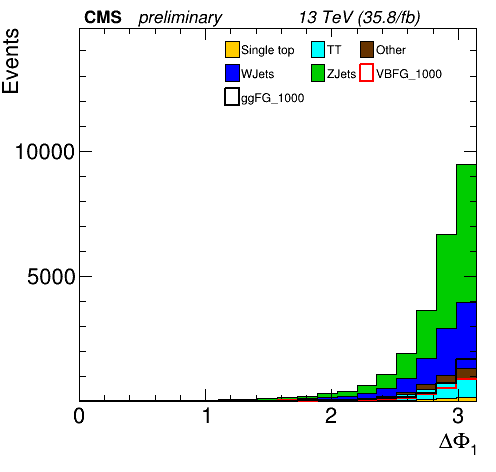 CMS preliminary 13 TeV (35.8/fb)
Events
Single top TT Other
WJets ZJets VBFG_1000
ggFG_1000
10000
5000
0 1 2 3
ΔΦ1